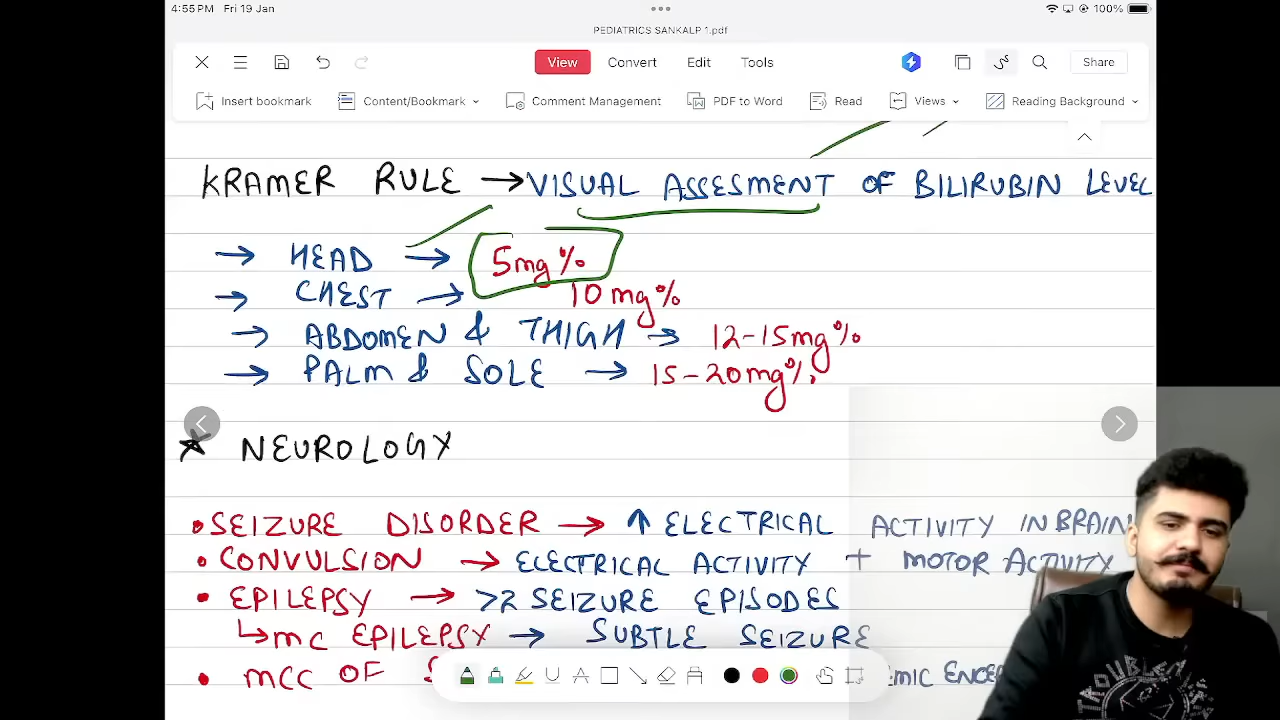 4:55 PM Fri 19 Jan
100%
PEDIATRICS SANKALP 1.pdf
View Convert Edit Tools Share
Insert bookmark Content/Bookmark Comment Management PDF to Word Read Views Reading Background
KRAMER RULE → VISUAL ASSESMENT OF BILIRUBIN LEVEL
→ HEAD → 5mg%
→ CHEST → 10mg%
→ ABDOMEN & THIGH → 12-15mg%
→ PALM & SOLE → 15-20mg%
★ NEUROLOGY
• SEIZURE DISORDER → ↑ ELECTRICAL ACTIVITY IN BRAIN
• CONVULSION → ELECTRICAL ACTIVITY + MOTOR ACTIVITY
• EPILEPSY → >2 SEIZURE EPISODES
↳ MC EPILEPSY → SUBTLE SEIZURE
• MCC OF
TROUBLEM